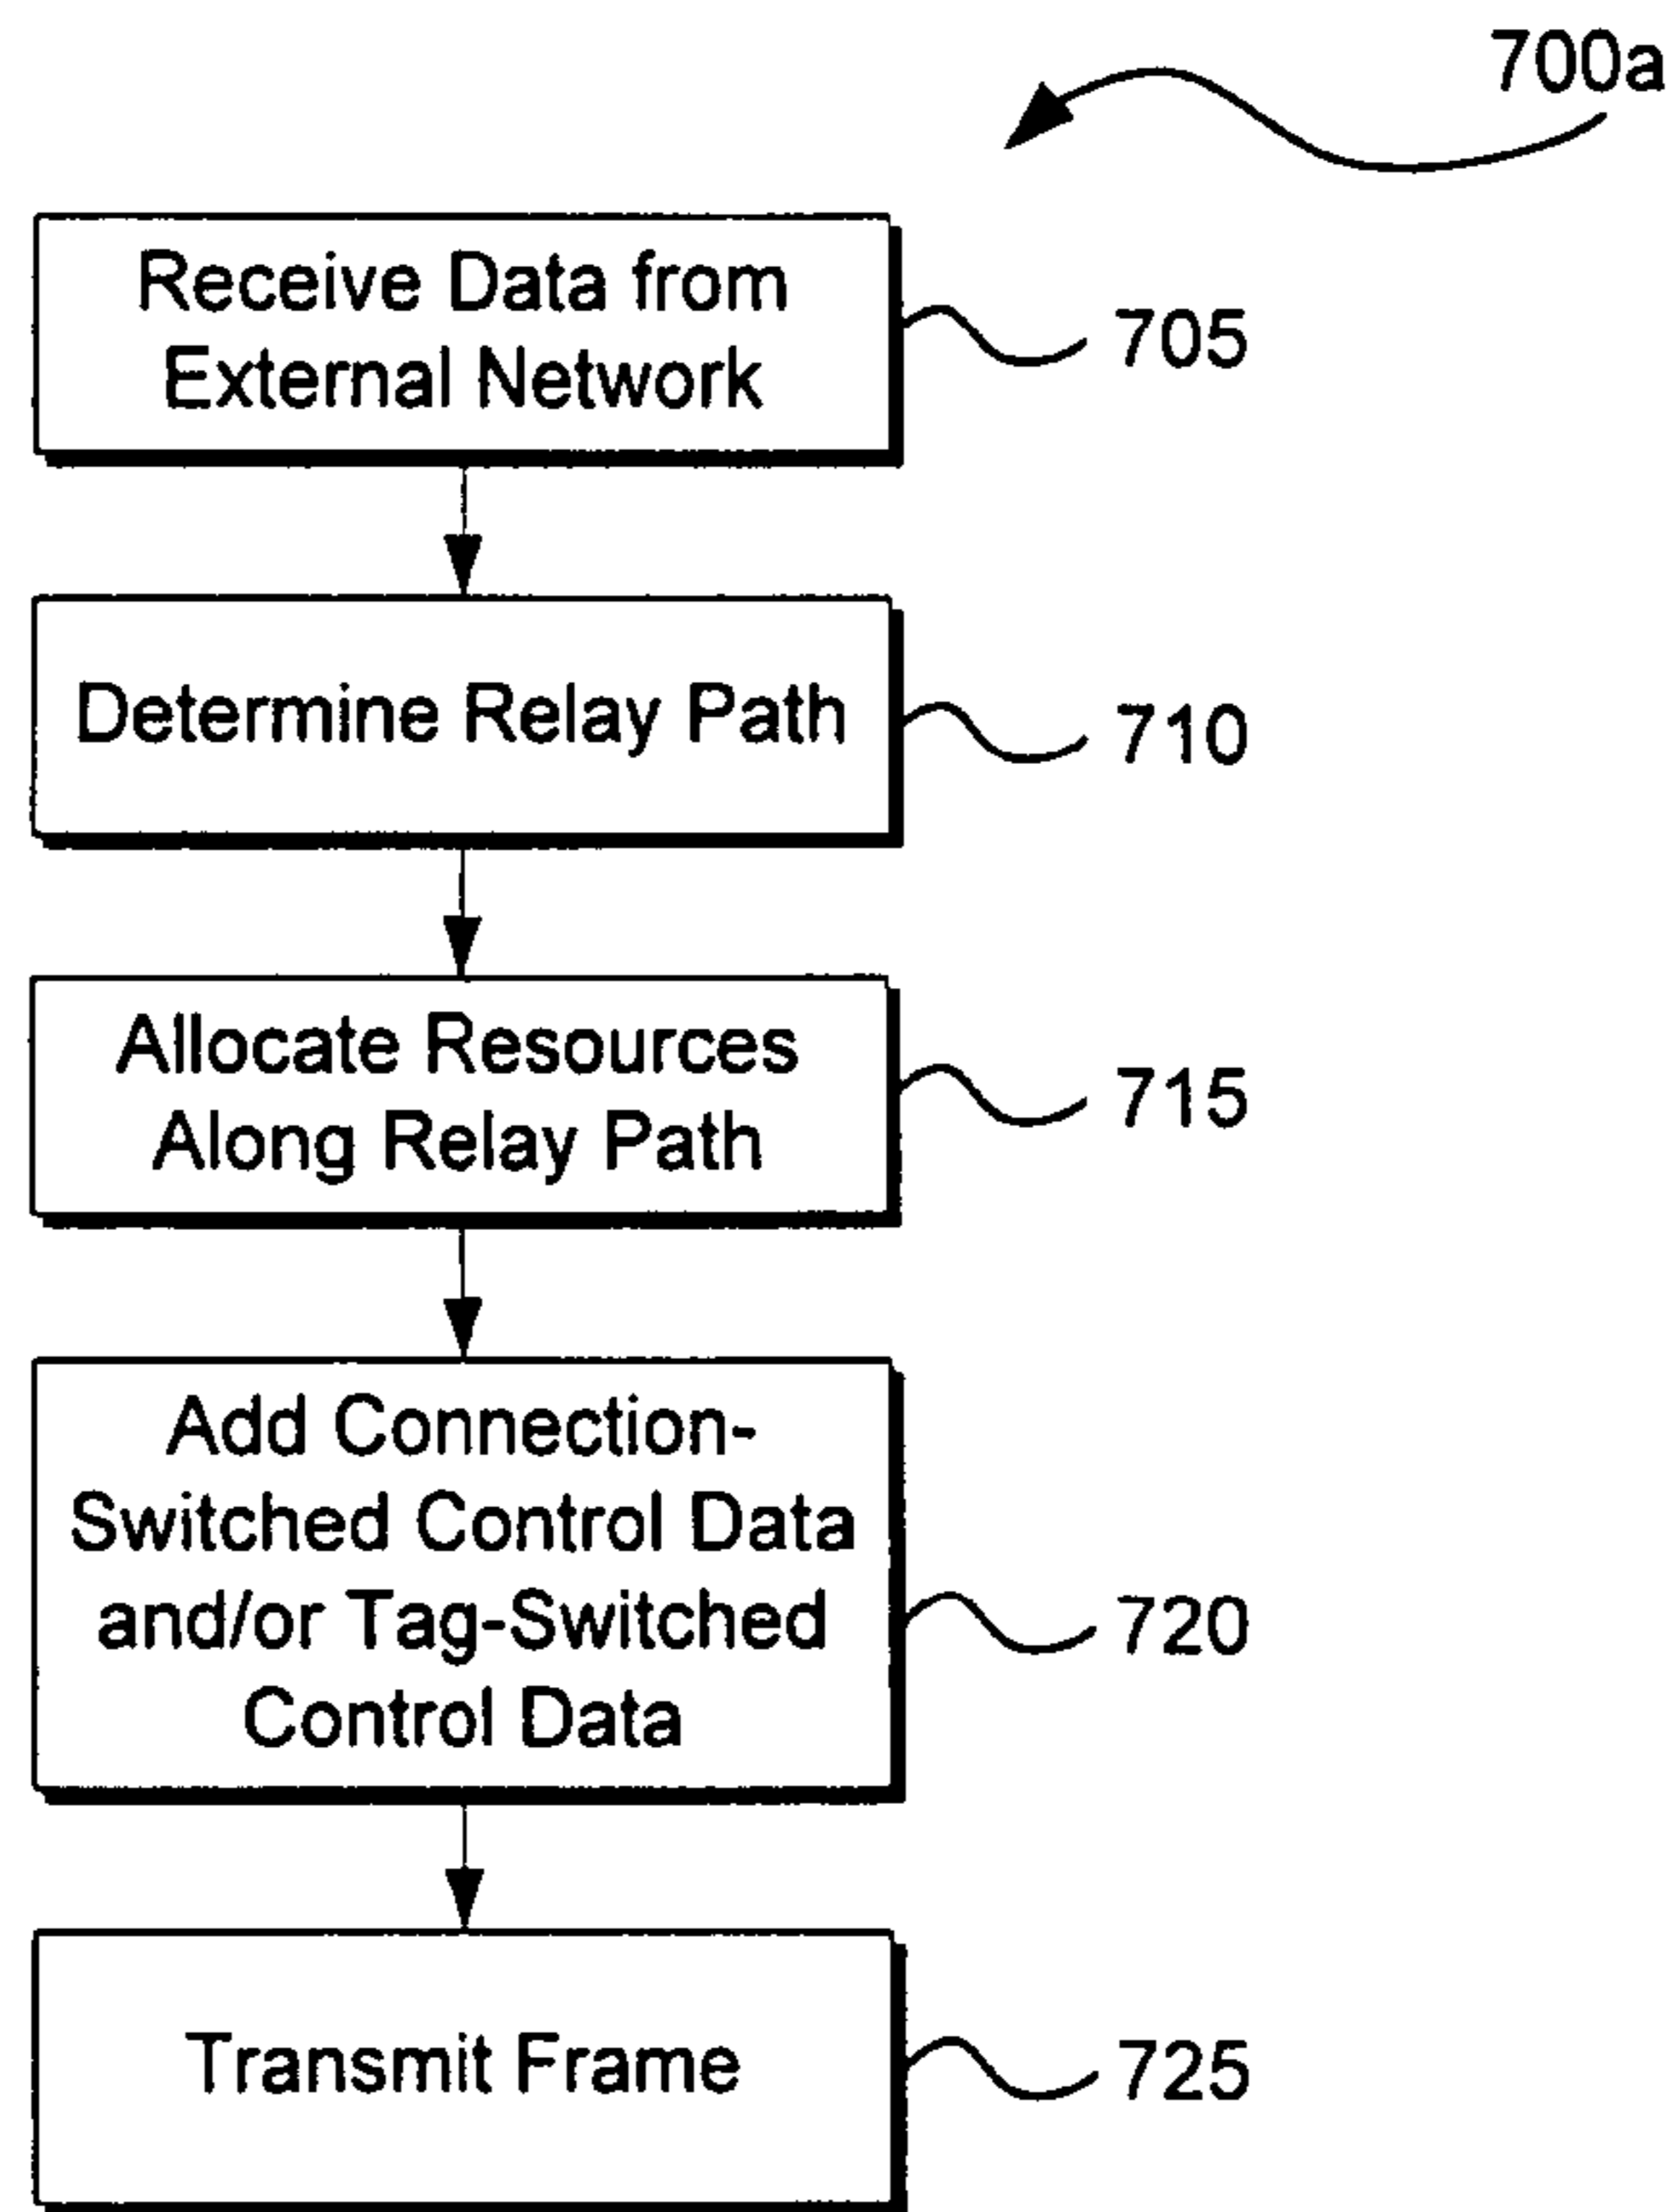 700a
Receive Data from
External Network
705
Determine Relay Path
710
Allocate Resources
Along Relay Path
715
Add Connection-
Switched Control Data
and/or Tag-Switched
Control Data
720
Transmit Frame
725